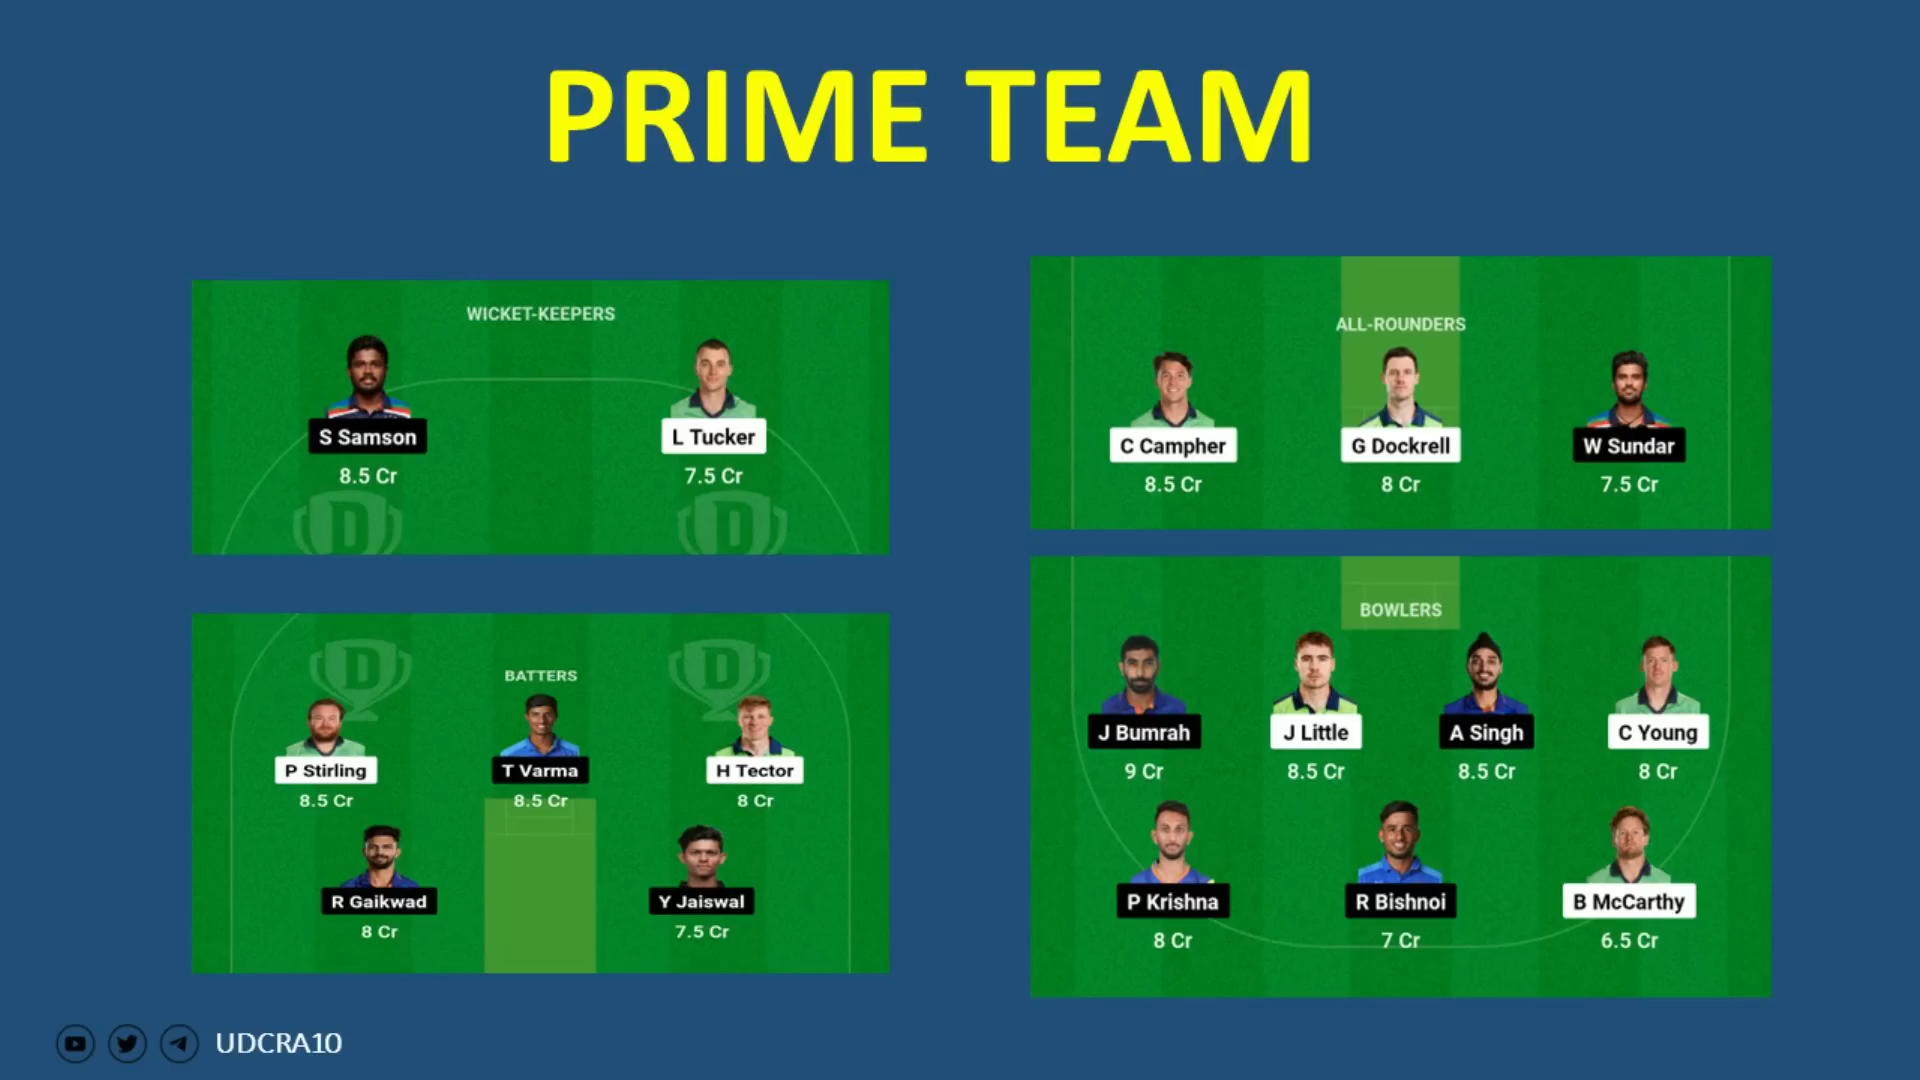 PRIME TEAM
WICKET-KEEPERS
S Samson
L Tucker
8.5 Cr
7.5 Cr
D
D
BATTERS
D
D
P Stirling
T Varma
H Tector
8.5 Cr
8.5 Cr
8 Cr
R Gaikwad
Y Jaiswal
8 Cr
7.5 Cr
ALL-ROUNDERS
C Campher
G Dockrell
W Sundar
8.5 Cr
8 Cr
7.5 Cr
BOWLERS
J Bumrah
J Little
A Singh
C Young
9 Cr
8.5 Cr
8.5 Cr
8 Cr
P Krishna
R Bishnoi
B McCarthy
8 Cr
7 Cr
6.5 Cr
UDCRA10